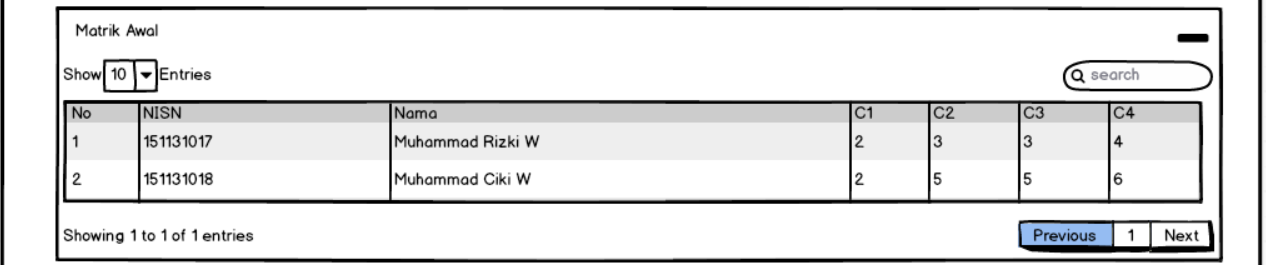 Matrik Awal
Show 10 Entries search
No NISN Nama C1 C2 C3 C4
1 151131017 Muhammad Rizki W 2 3 3 4
2 151131018 Muhammad Ciki W 2 5 5 6
Showing 1 to 1 of 1 entries Previous 1 Next